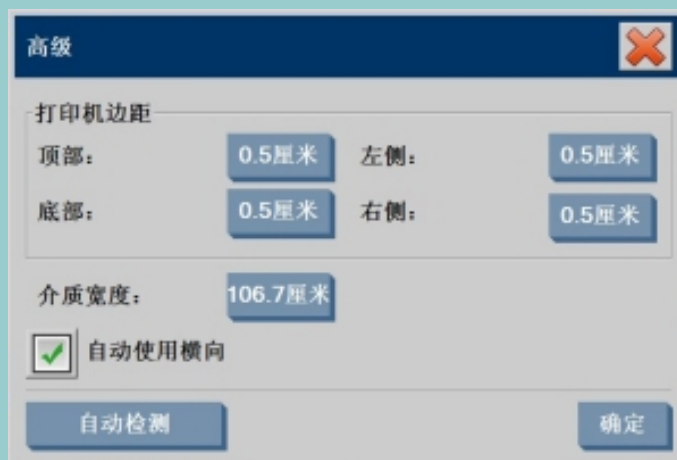 高级
打印机边距
顶部： 0.5厘米 左侧： 0.5厘米
底部： 0.5厘米 右侧： 0.5厘米
介质宽度： 106.7厘米
自动使用横向
自动检测 确定